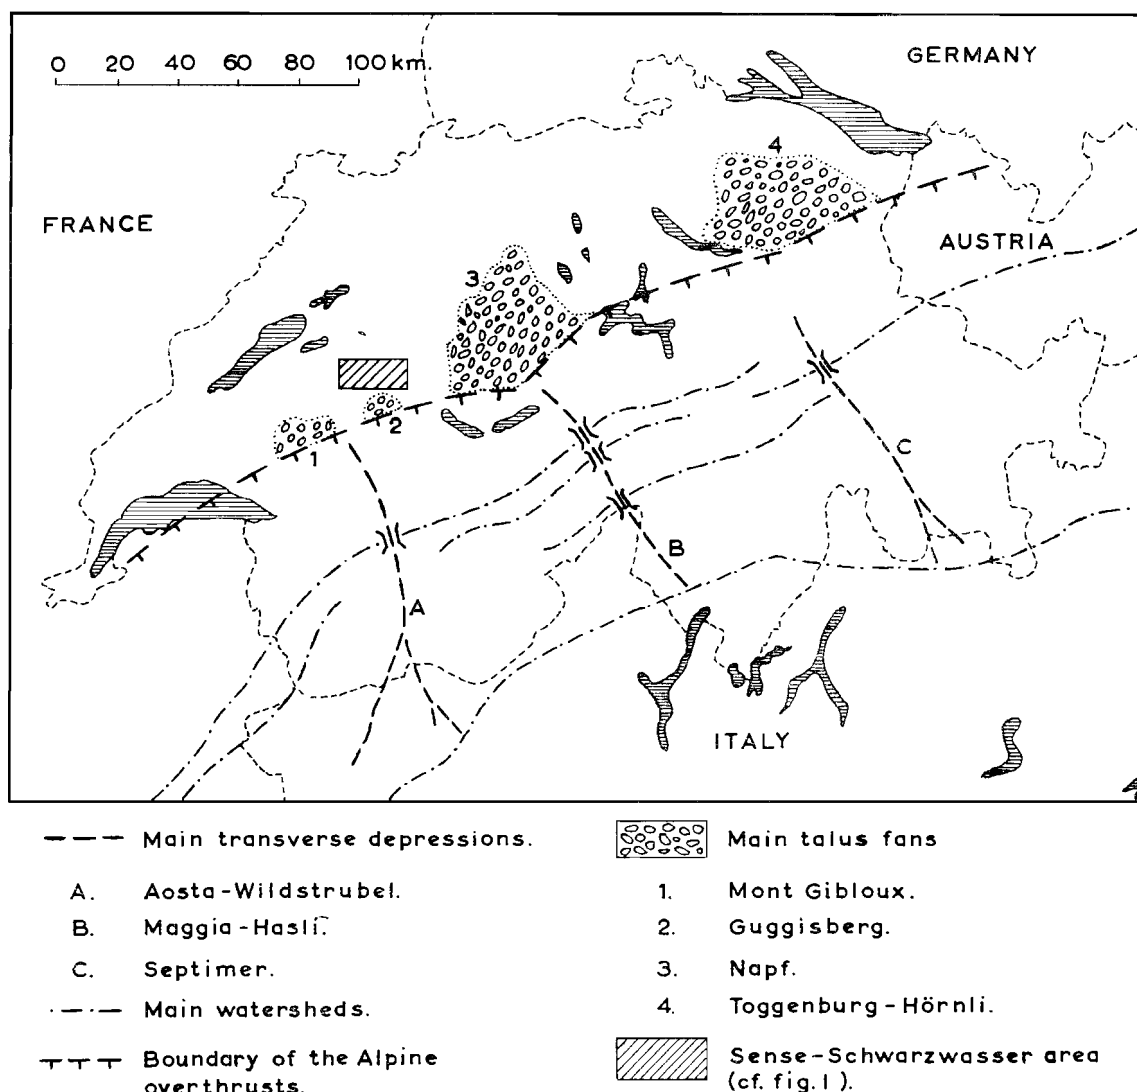 GERMANY
0 20 40 60 80 100 km.
4
FRANCE
AUSTRIA
3
2
1
C
B
A
ITALY
Main transverse depressions.
A. Aosta-Wildstrubel.
B. Maggia-Hasli.
C. Septimer.
Main watersheds.
Boundary of the Alpine
overthrusts.
Main talus fans
1. Mont Gibloux.
2. Guggisberg.
3. Napf.
4. Toggenburg-Hörnli.
Sense-Schwarzwasser area
(cf. fig. 1).